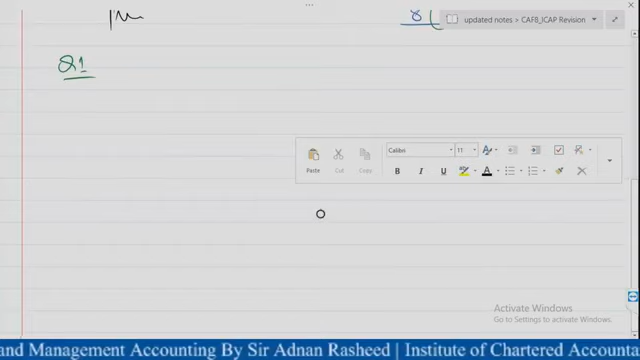 updated notes > CAF8_ICAP Revision
Q1
Calibri 11
Paste Cut Copy B I U A
Activate Windows
Go to Settings to activate Windows.
and Management Accounting By Sir Adnan Rasheed | Institute of Chartered Accounta